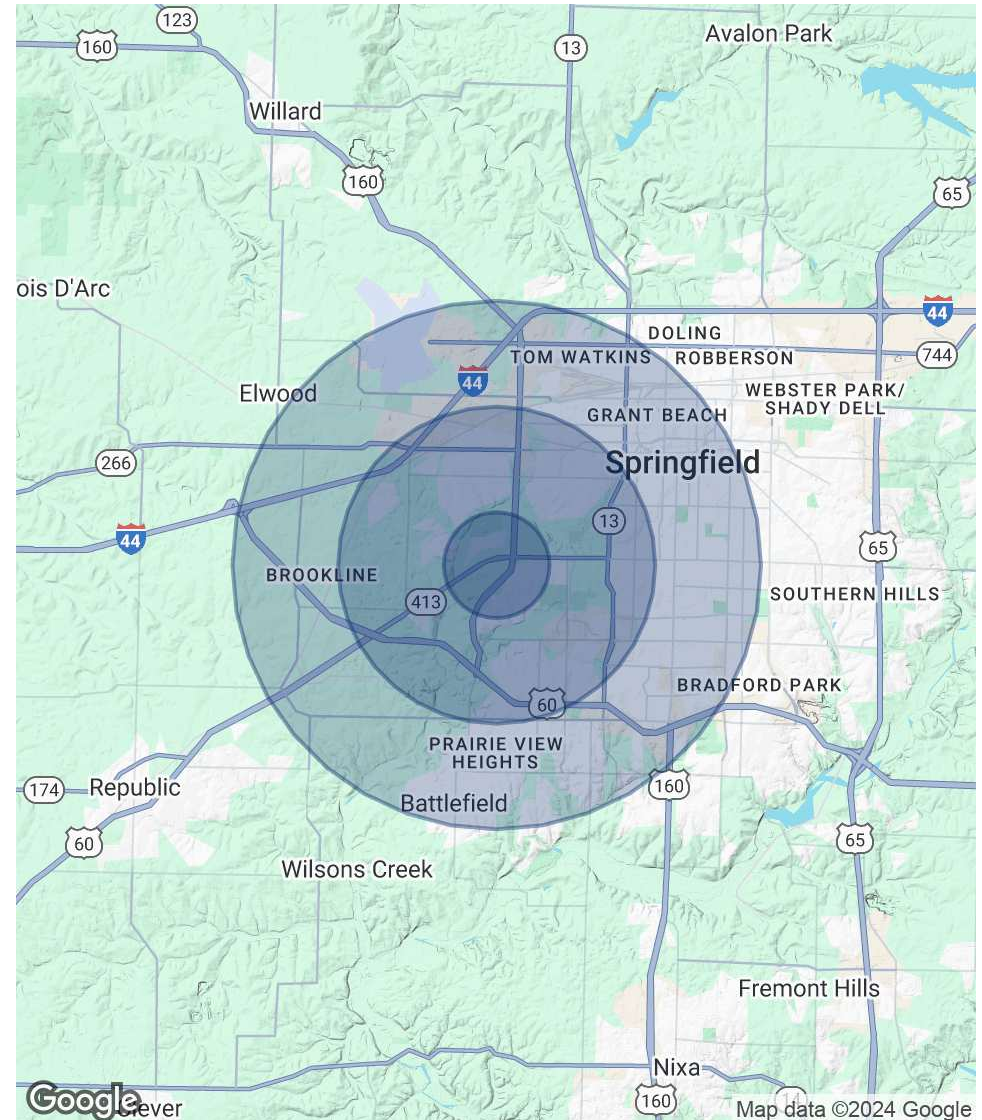 123
160
13
Avalon Park
Willard
160
65
ois D'Arc
44
DOLING
744
TOM WATKINS
ROBBERSON
44
Elwood
WEBSTER PARK/
SHADY DELL
GRANT BEACH
266
Springfield
13
44
65
BROOKLINE
413
SOUTHERN HILLS
BRADFORD PARK
60
PRAIRIE VIEW
HEIGHTS
174
Republic
160
Battlefield
60
65
Wilsons Creek
Fremont Hills
Nixa
160
Google
lever
Map data ©2024 Google